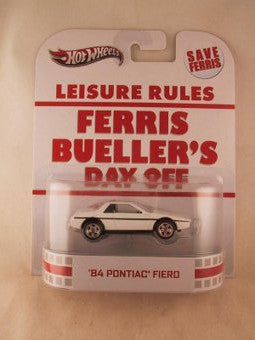 Hot Wheels
SAVE
FERRIS
LEISURE RULES
FERRIS
BUELLER'S
DAY OFF
'84 PONTIAC® FIERO